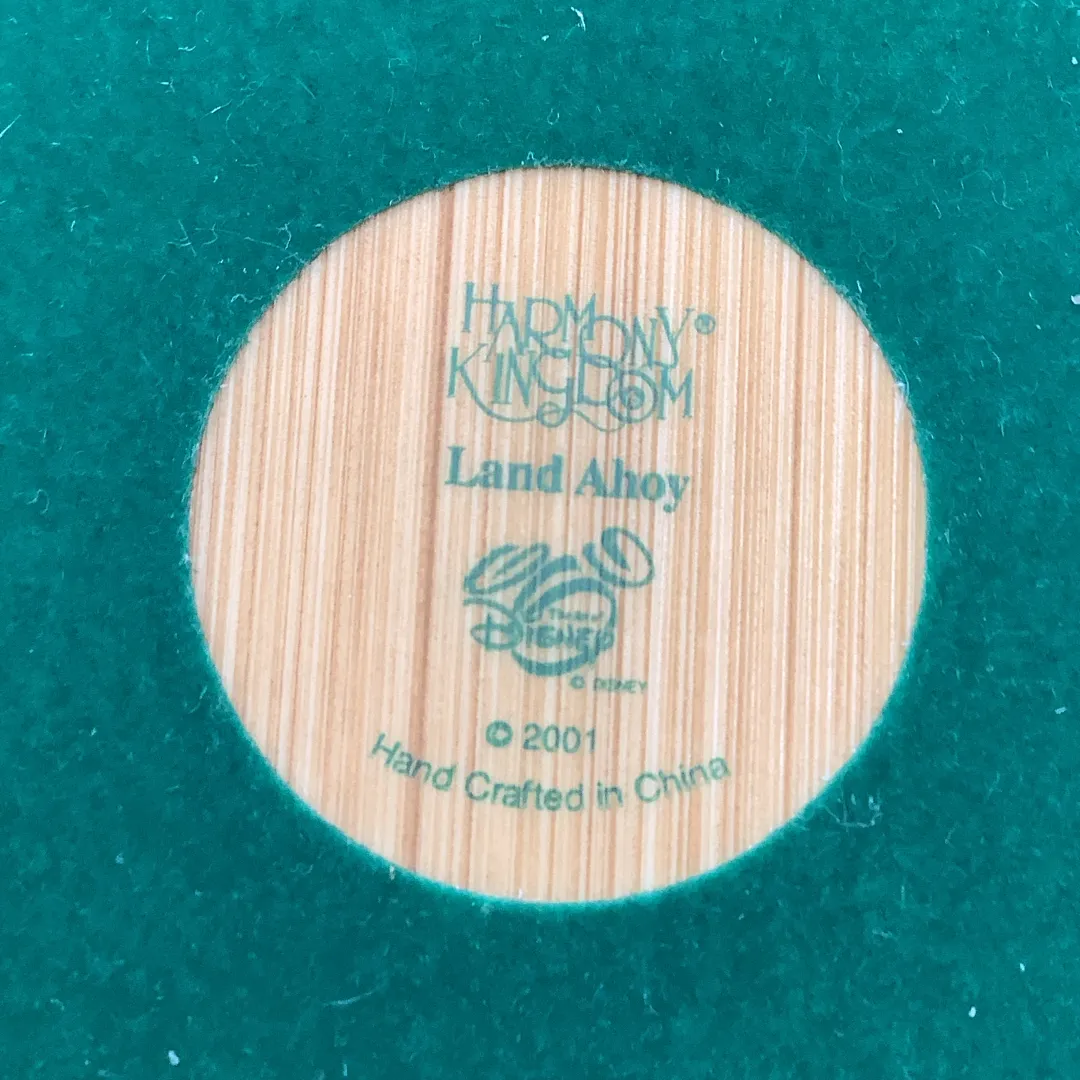 HARMONY®
KINGDOM
Land Ahoy
DISNEY
© DISNEY
© 2001
Hand Crafted in China